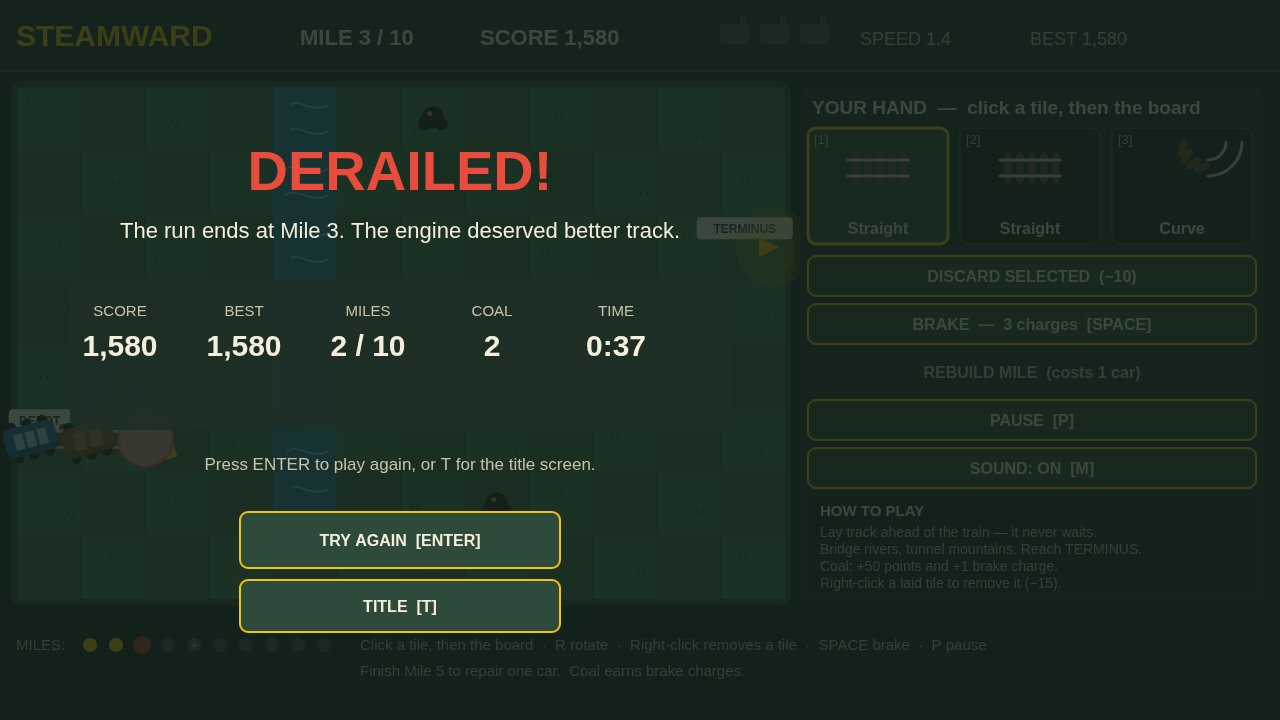 STEAMWARD
MILE 3 / 10
SCORE 1,580
SPEED 1.4
BEST 1,580
YOUR HAND — click a tile, then the board
[1]
[2]
[3]
Straight
Straight
Curve
DERAILED!
The run ends at Mile 3. The engine deserved better track.
TERMINUS
SCORE
BEST
MILES
COAL
TIME
1,580
1,580
2 / 10
2
0:37
Press ENTER to play again, or T for the title screen.
TRY AGAIN [ENTER]
TITLE [T]
DISCARD SELECTED (−10)
BRAKE — 3 charges [SPACE]
REBUILD MILE (costs 1 car)
PAUSE [P]
SOUND: ON [M]
HOW TO PLAY
Lay track ahead of the train — it never waits.
Bridge rivers, tunnel mountains. Reach TERMINUS.
Coal: +50 points and +1 brake charge.
Right-click a laid tile to remove it (−15).
MILES:
+
Click a tile, then the board · R rotate · Right-click removes a tile · SPACE brake · P pause
Finish Mile 5 to repair one car. Coal earns brake charges.